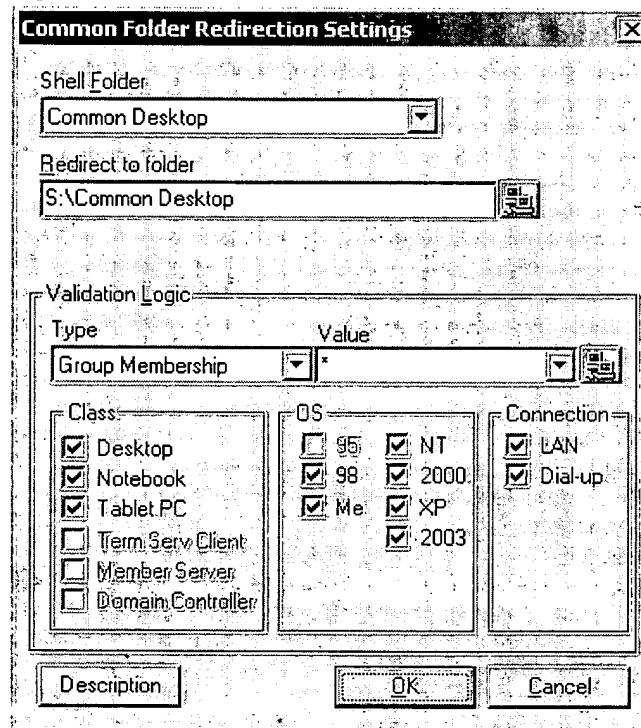 Common Folder Redirection Settings
Shell Folder
Common Desktop
Redirect to folder
S:\Common Desktop
Validation Logic
Type
Value
Group Membership
*
Class
Desktop
Notebook
Tablet PC
Term Serv Client
Member Server
Domain Controller
OS
95
98
Me
NT
2000
XP
2003
Connection
LAN
Dial-up
Description
OK
Cancel